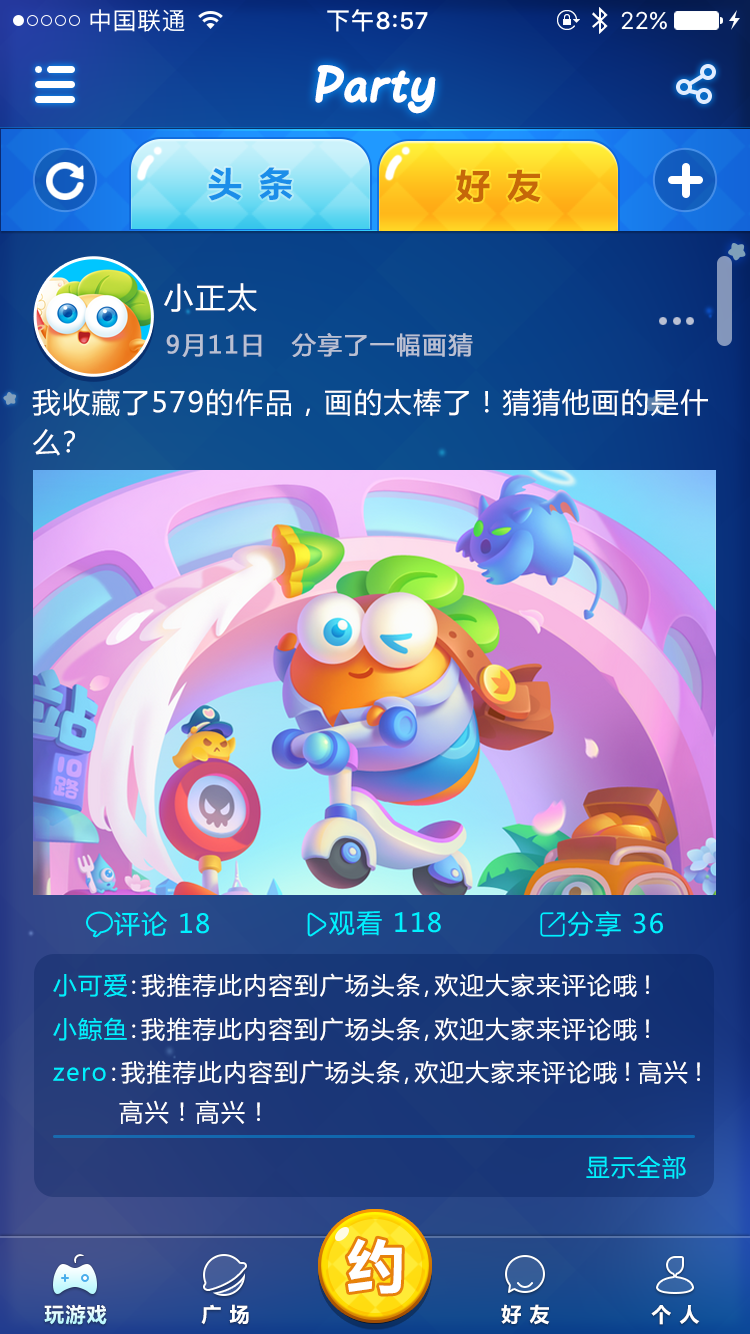 中国联通 下午8:57 22%
Party
头条 好友
小正太
9月11日 分享了一幅画猜
我收藏了579的作品，画的太棒了！猜猜他画的是什
么?
站
10
路
评论 18 观看 118 分享 36
小可爱:我推荐此内容到广场头条,欢迎大家来评论哦！
小鲸鱼:我推荐此内容到广场头条,欢迎大家来评论哦！
zero:我推荐此内容到广场头条,欢迎大家来评论哦！高兴！
高兴！高兴！
显示全部
约
玩游戏 广场 好友 个人